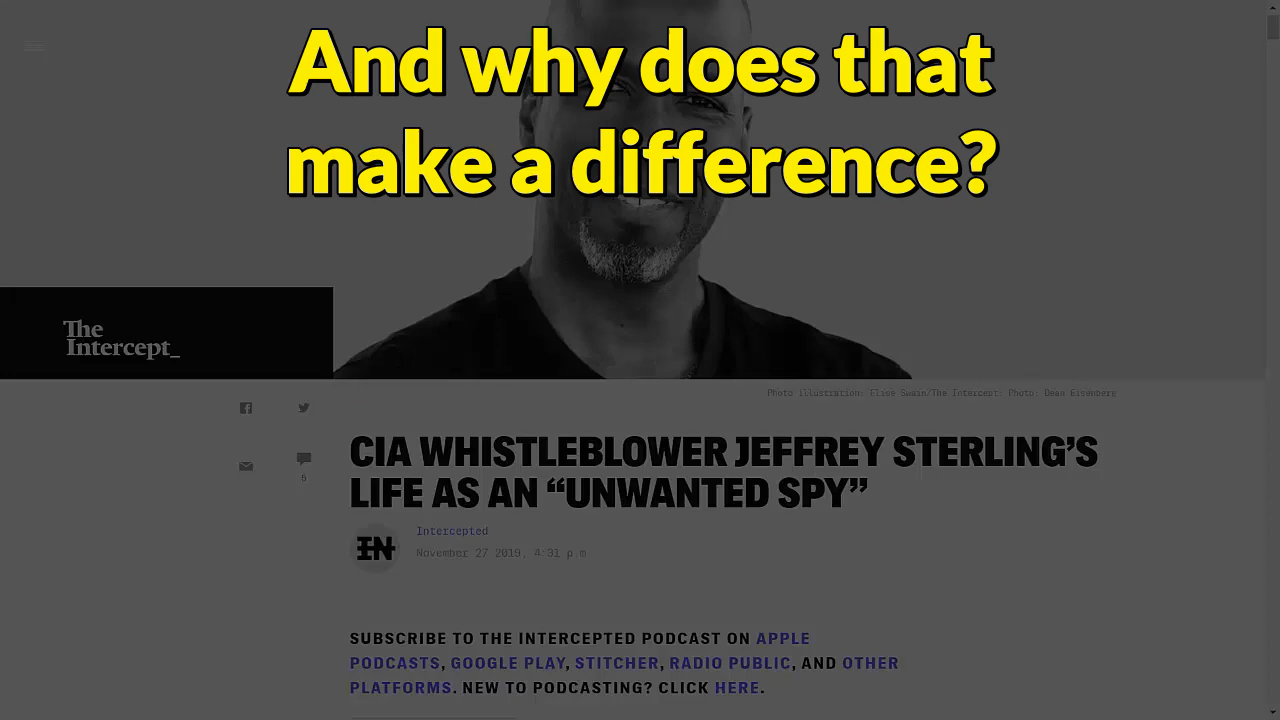 And why does that
make a difference?
The
Intercept_
Photo illustration: Elise Swain/The Intercept: Photo: Dean Eisenberg
CIA WHISTLEBLOWER JEFFREY STERLING’S
LIFE AS AN “UNWANTED SPY”
IN
Intercepted
November 27 2019, 4:31 p.m
6
SUBSCRIBE TO THE INTERCEPTED PODCAST ON APPLE
PODCASTS, GOOGLE PLAY, STITCHER, RADIO PUBLIC, AND OTHER
PLATFORMS. NEW TO PODCASTING? CLICK HERE.